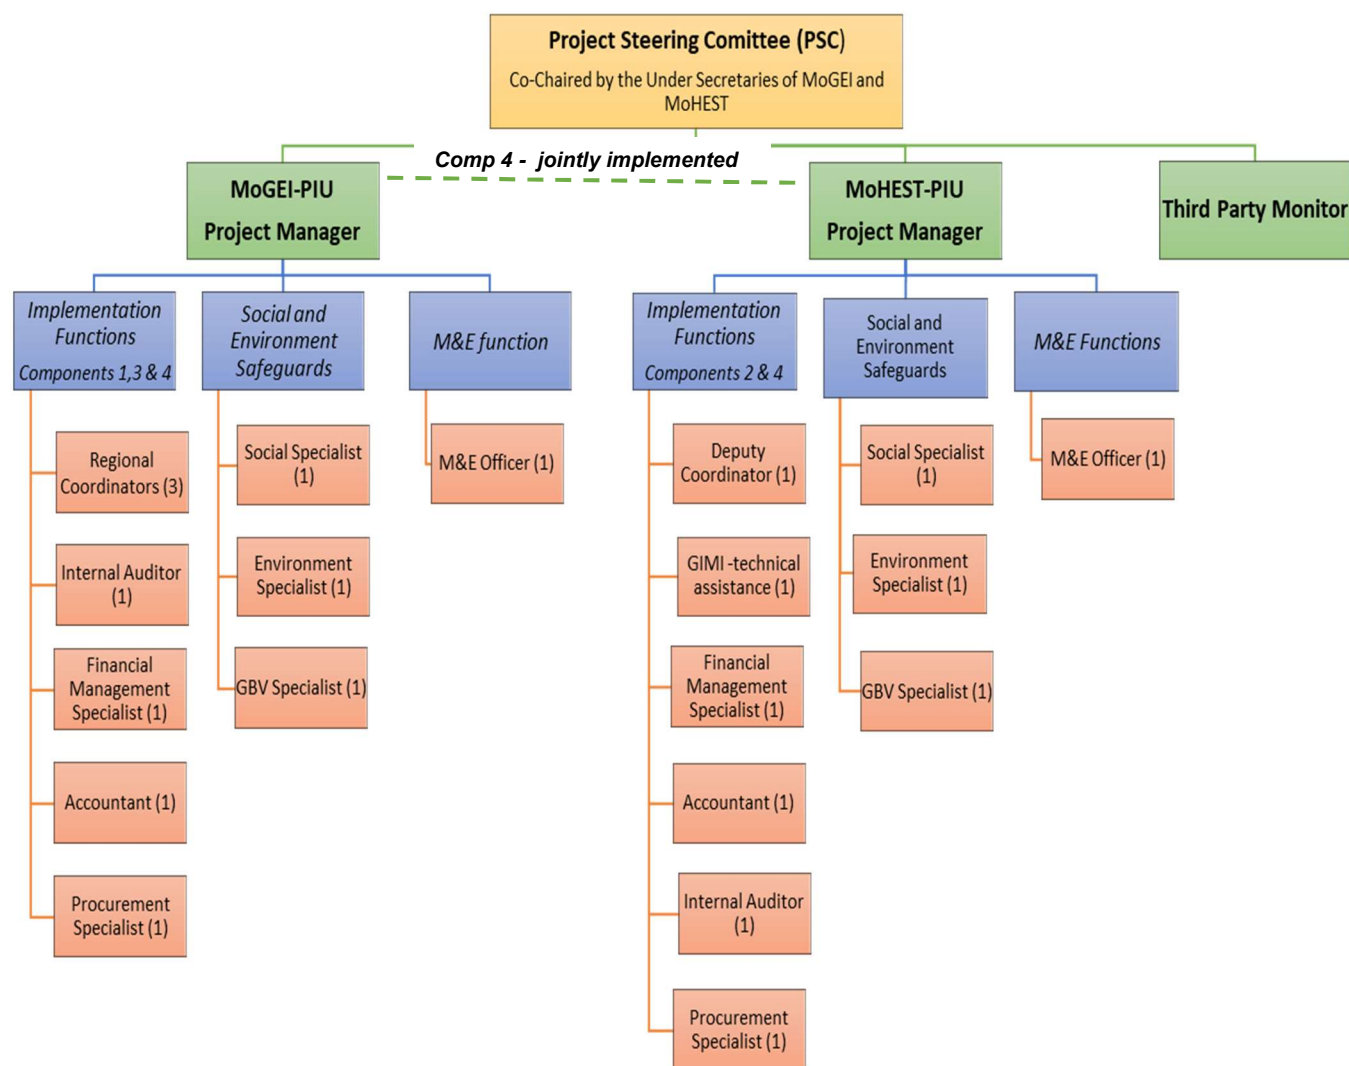 Project Steering Comittee (PSC)
Co-Chaired by the Under Secretaries of MoGEI and
MoHEST
Comp 4 - jointly implemented
MoGEI-PIU
Project Manager
MoHEST-PIU
Project Manager
Third Party Monitor
Implementation
Functions
Components 1,3 & 4
Social and
Environment
Safeguards
M&E function
Implementation
Functions
Components 2 & 4
Social and
Environment
Safeguards
M&E Functions
Regional
Coordinators (3)
Internal Auditor
(1)
Financial
Management
Specialist (1)
Accountant (1)
Procurement
Specialist (1)
Social Specialist
(1)
Environment
Specialist (1)
GBV Specialist (1)
M&E Officer (1)
Deputy
Coordinator (1)
GIMI -technical
assistance (1)
Financial
Management
Specialist (1)
Accountant (1)
Internal Auditor
(1)
Procurement
Specialist (1)
Social Specialist
(1)
Environment
Specialist (1)
GBV Specialist (1)
M&E Officer (1)